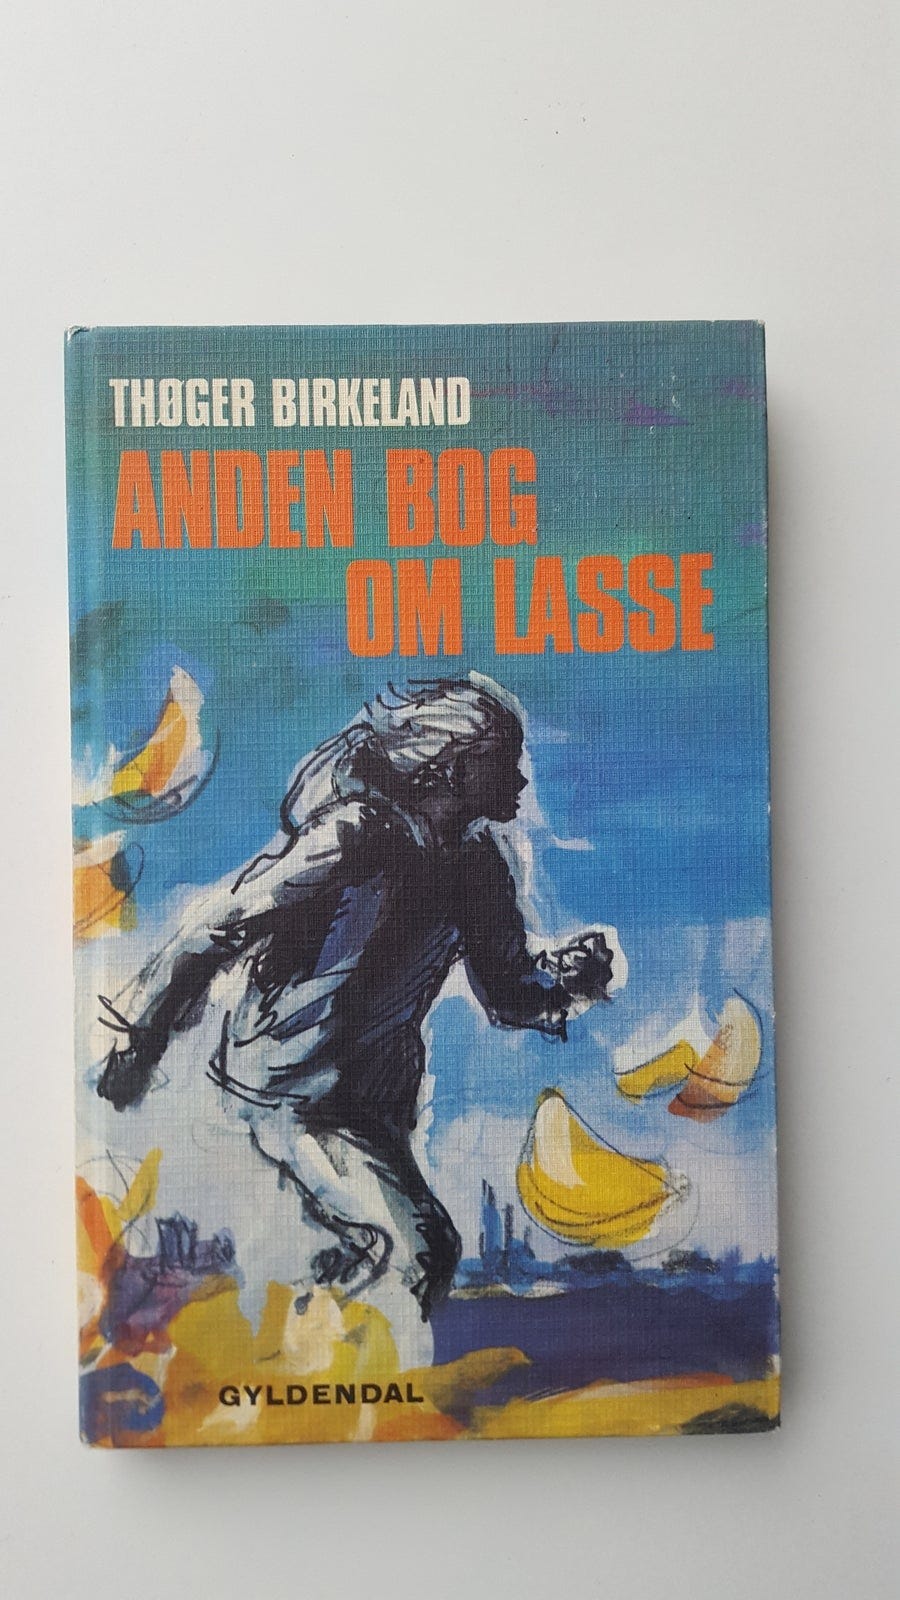 THØGER BIRKELAND
ANDEN BOG
OM LASSE
GYLDENDAL